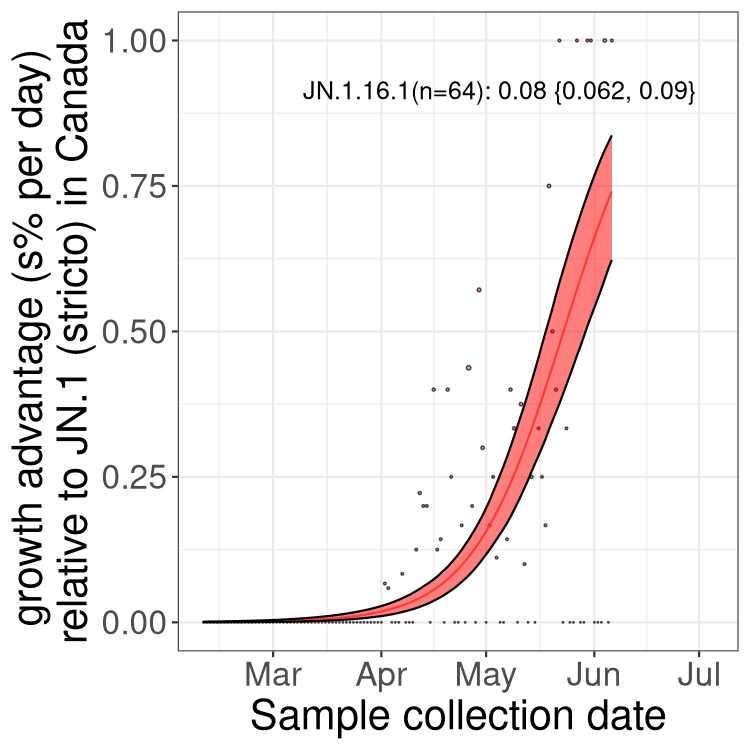 growth advantage (s% per day)
relative to JN.1 (stricto) in Canada
1.00
0.75
0.50
0.25
0.00
JN.1.16.1(n=64): 0.08 {0.062, 0.09}
Mar Apr May Jun Jul
Sample collection date